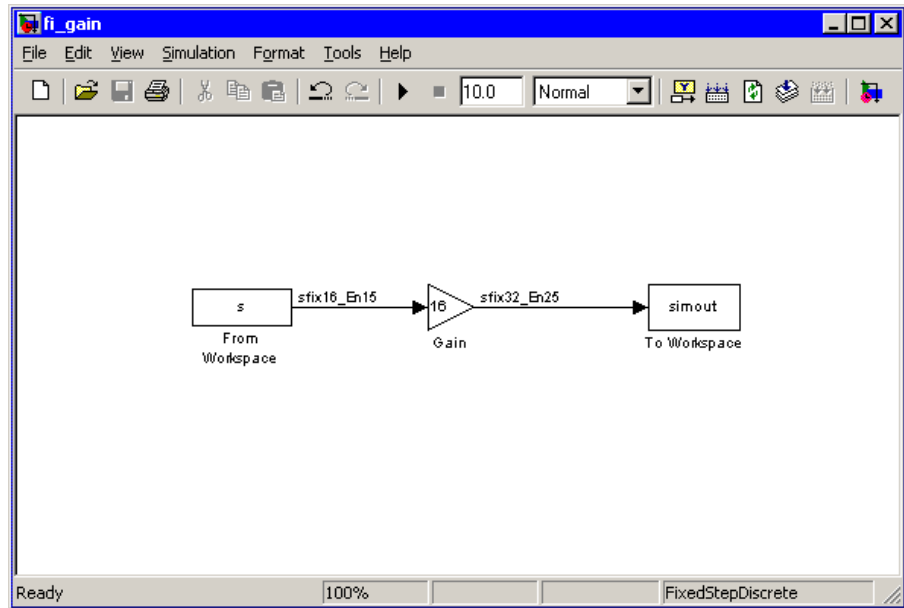 fi_gain
File Edit View Simulation Format Tools Help
10.0 Normal
s sfix16_En15 16 sfix32_En25 simout
From
Workspace
Gain
To Workspace
Ready 100% FixedStepDiscrete